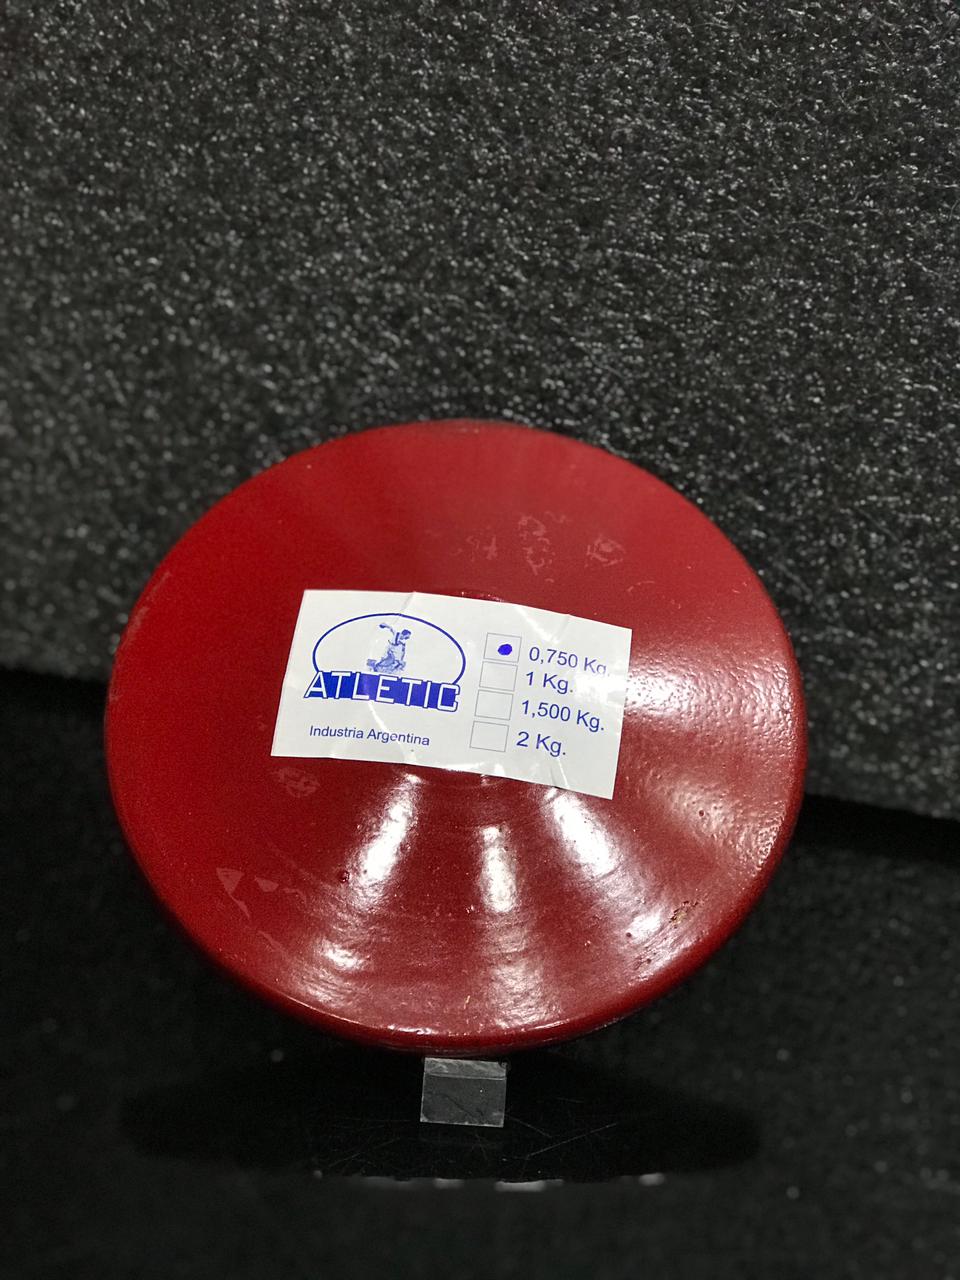 ATLETIC
Industria Argentina
0,750 Kg.
1 Kg.
1,500 Kg.
2 Kg.